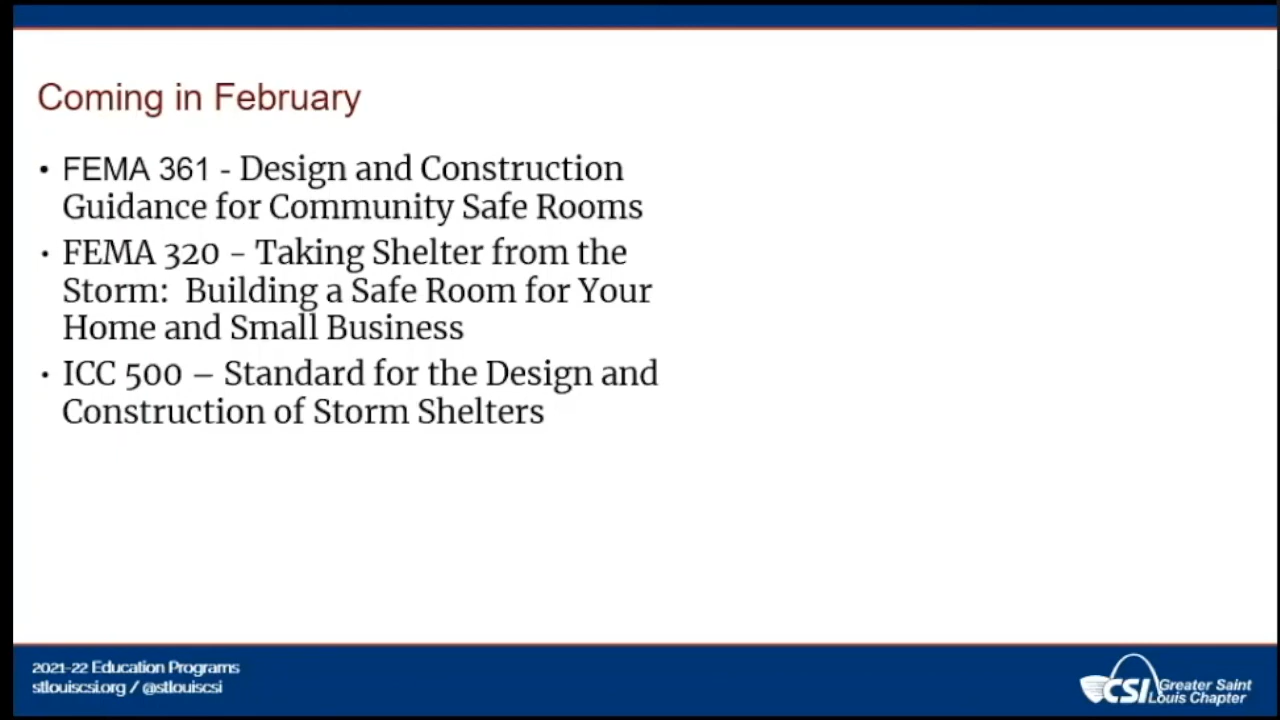 Coming in February
• FEMA 361 - Design and Construction
Guidance for Community Safe Rooms
• FEMA 320 – Taking Shelter from the
Storm:  Building a Safe Room for Your
Home and Small Business
• ICC 500 – Standard for the Design and
Construction of Storm Shelters
2021-22 Education Programs
stlouiscsi.org / @stlouiscsi
CSI Greater Saint
Louis Chapter